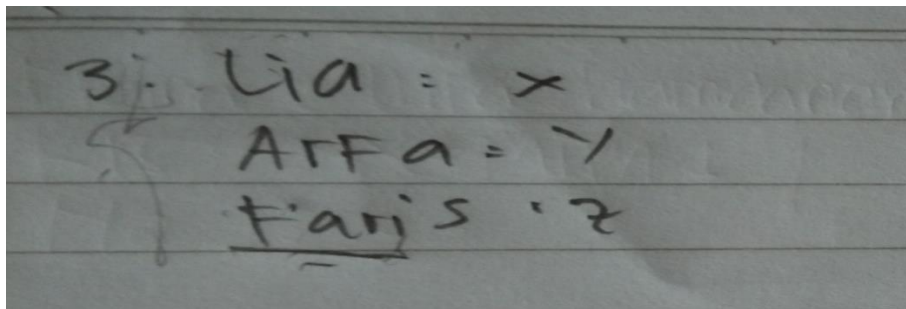 3. Lia = x
Arfa = y
Faris = z